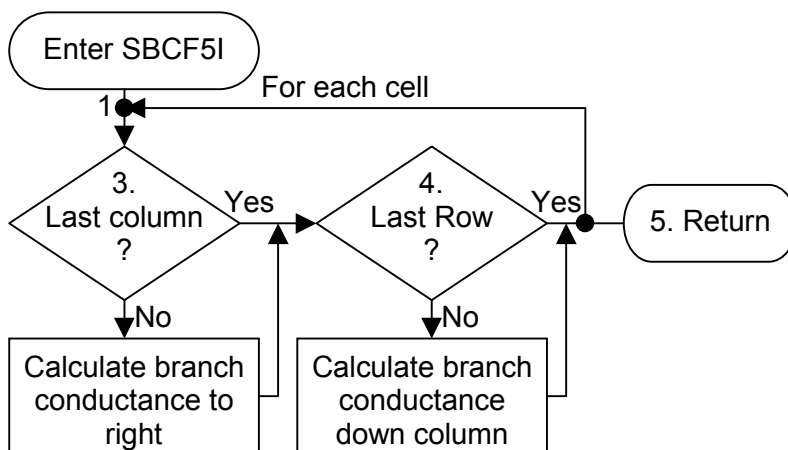 Enter SBCF5I
For each cell
1
3.
Last column
?
Yes
4.
Last Row
?
Yes
5. Return
No
No
Calculate branch
conductance to
right
Calculate branch
conductance
down column